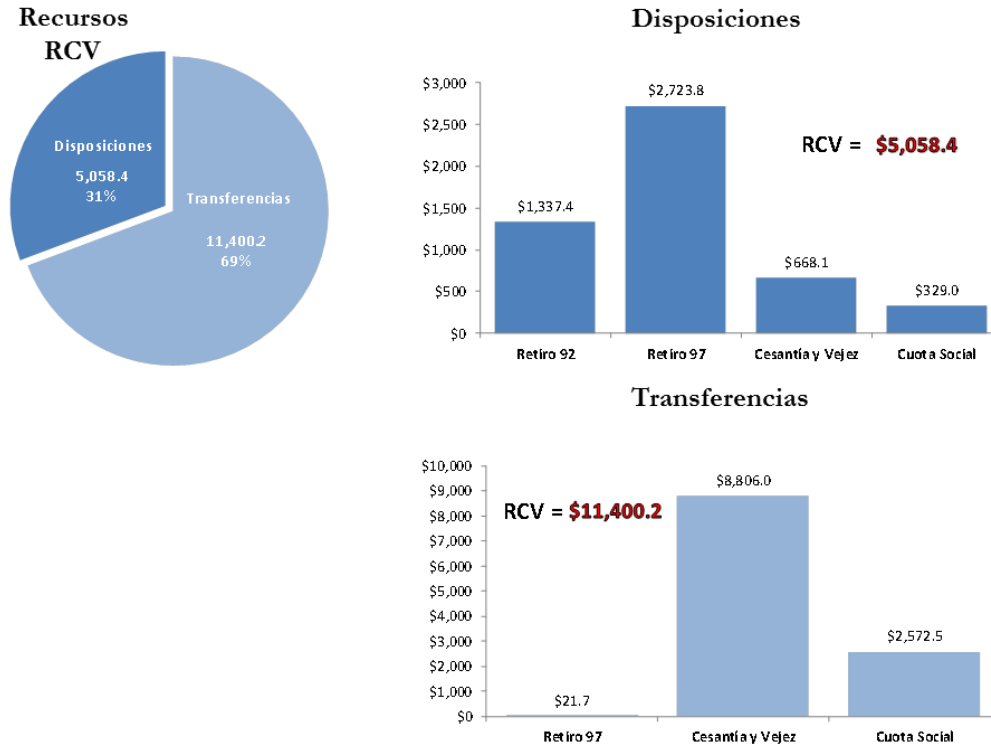 Recursos
RCV
Disposiciones
5,058.4
31%
Transferencias
11,400.2
69%
Disposiciones
$3,000
$2,500
$2,000
$1,500
$1,000
$500
$0
$1,337.4
$2,723.8
$668.1
$329.0
RCV = $5,058.4
Retiro 92
Retiro 97
Cesantía y Vejez
Cuota Social
Transferencias
$10,000
$9,000
$8,000
$7,000
$6,000
$5,000
$4,000
$3,000
$2,000
$1,000
$0
RCV = $11,400.2
$21.7
$8,806.0
$2,572.5
Retiro 97
Cesantía y Vejez
Cuota Social